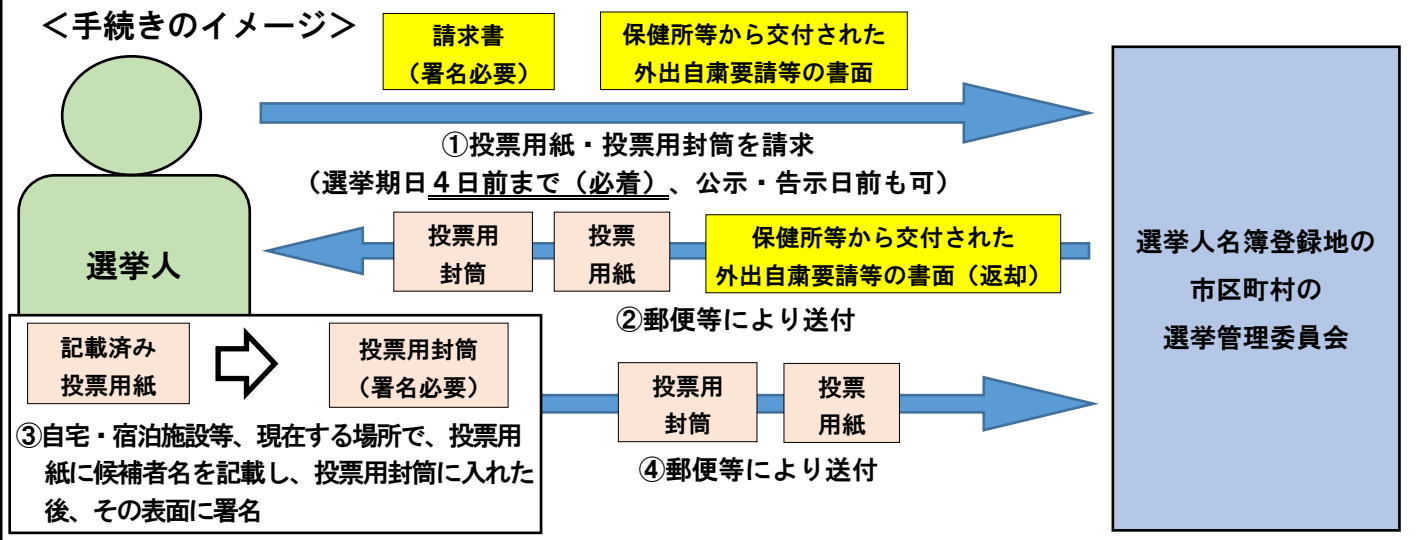 ＜手続きのイメージ＞
請求書
（署名必要）
保健所等から交付された
外出自粛要請等の書面
①投票用紙・投票用封筒を請求
（選挙期日４日前まで（必着）、公示・告示日前も可）
選挙人
投票用
封筒
投票
用紙
保健所等から交付された
外出自粛要請等の書面（返却）
②郵便等により送付
選挙人名簿登録地の
市区町村の
選挙管理委員会
記載済み
投票用紙
投票用封筒
（署名必要）
③自宅・宿泊施設等、現在する場所で、投票用
紙に候補者名を記載し、投票用封筒に入れた
後、その表面に署名
投票用
封筒
投票
用紙
④郵便等により送付